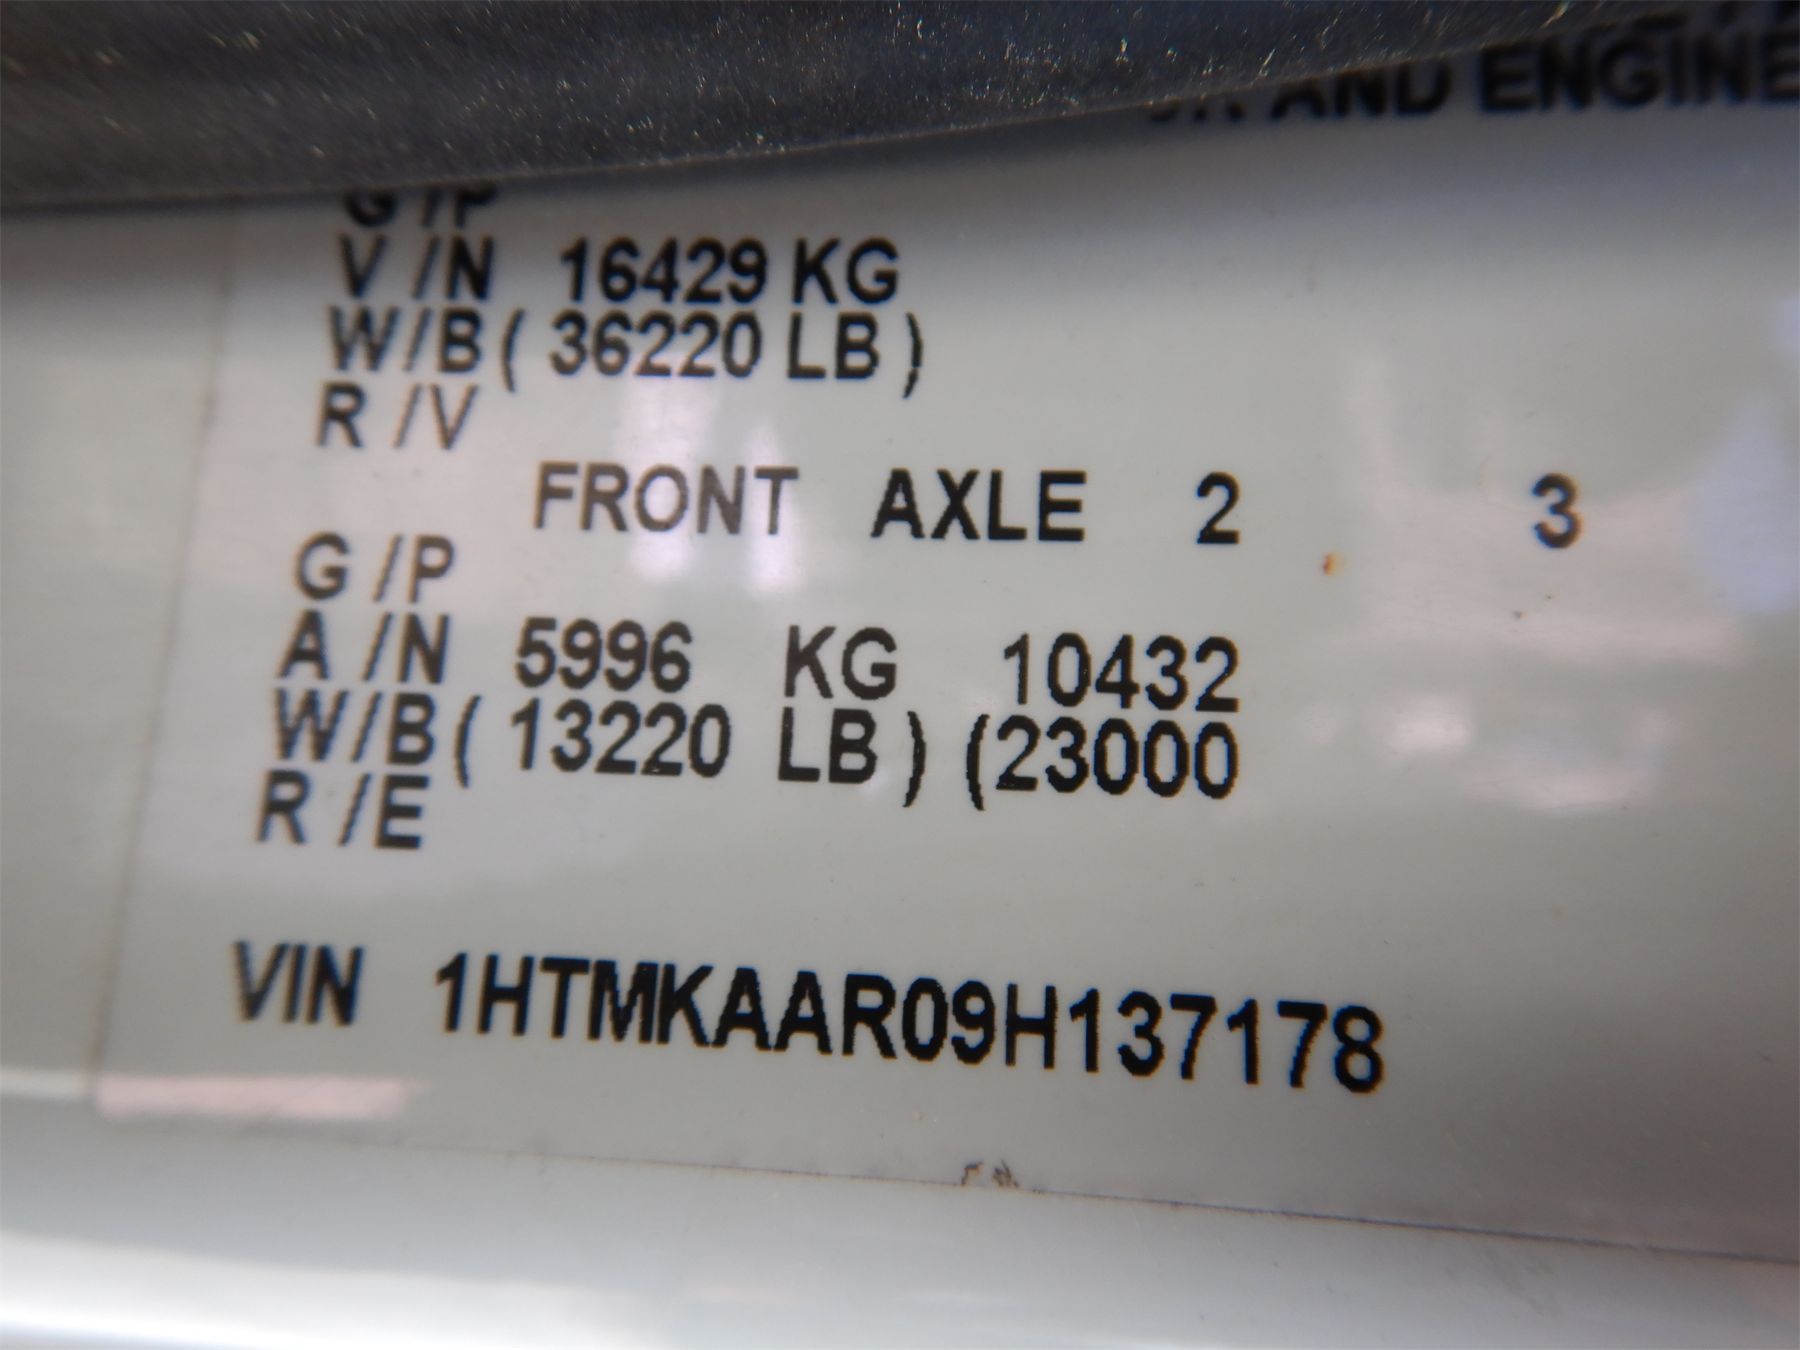 AND ENGINE
G /P
V /N 16429 KG
W/B ( 36220 LB )
R /V
FRONT AXLE 2 3
G /P
A /N 5996 KG 10432
W/B ( 13220 LB ) (23000
R /E
VIN 1HTMKAAR09H137178